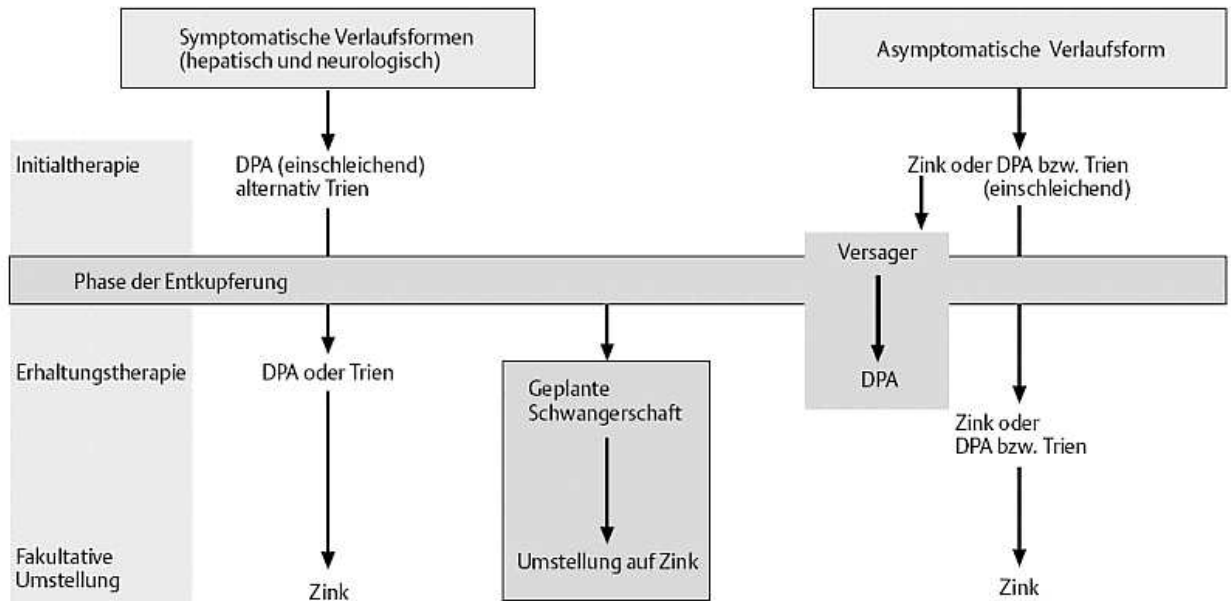 Symptomatische Verlaufsformen
(hepatisch und neurologisch)
Asymptomatische Verlaufsform
Initialtherapie
DPA (einschleichend)
alternativ Trien
Zink oder DPA bzw. Trien
(einschleichend)
Versager
Phase der Entkupferung
Erhaltungstherapie
DPA oder Trien
Geplante
Schwangerschaft
DPA
Zink oder
DPA bzw. Trien
Fakultative
Umstellung
Zink
Umstellung auf Zink
Zink